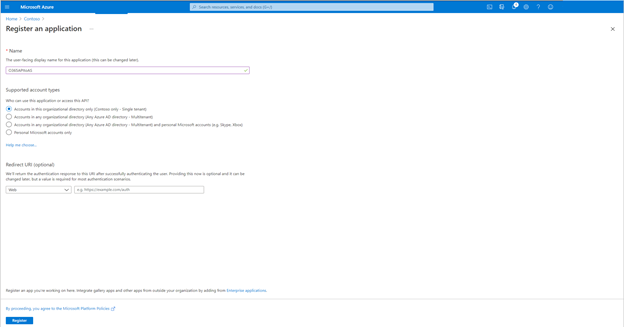 Microsoft Azure
Search resources, services, and docs (G+/)
Home > Contoso >
Register an application ...
* Name
The user-facing display name for this application (this can be changed later).
Supported account types
Who can use this application or access this API?
Accounts in this organizational directory only (Contoso only - Single tenant)
Accounts in any organizational directory (Any Azure AD directory - Multitenant)
Accounts in any organizational directory (Any Azure AD directory - Multitenant) and personal Microsoft accounts (e.g. Skype, Xbox)
Personal Microsoft accounts only
Help me choose...
Redirect URI (optional)
We'll return the authentication response to this URI after successfully authenticating the user. Providing this now is optional and it can be
changed later, but a value is required for most authentication scenarios.
Web
e.g. https://example.com/auth
Register an app you're working on here. Integrate gallery apps and other apps from outside your organization by adding from Enterprise applications.
By proceeding, you agree to the Microsoft Platform Policies
Register